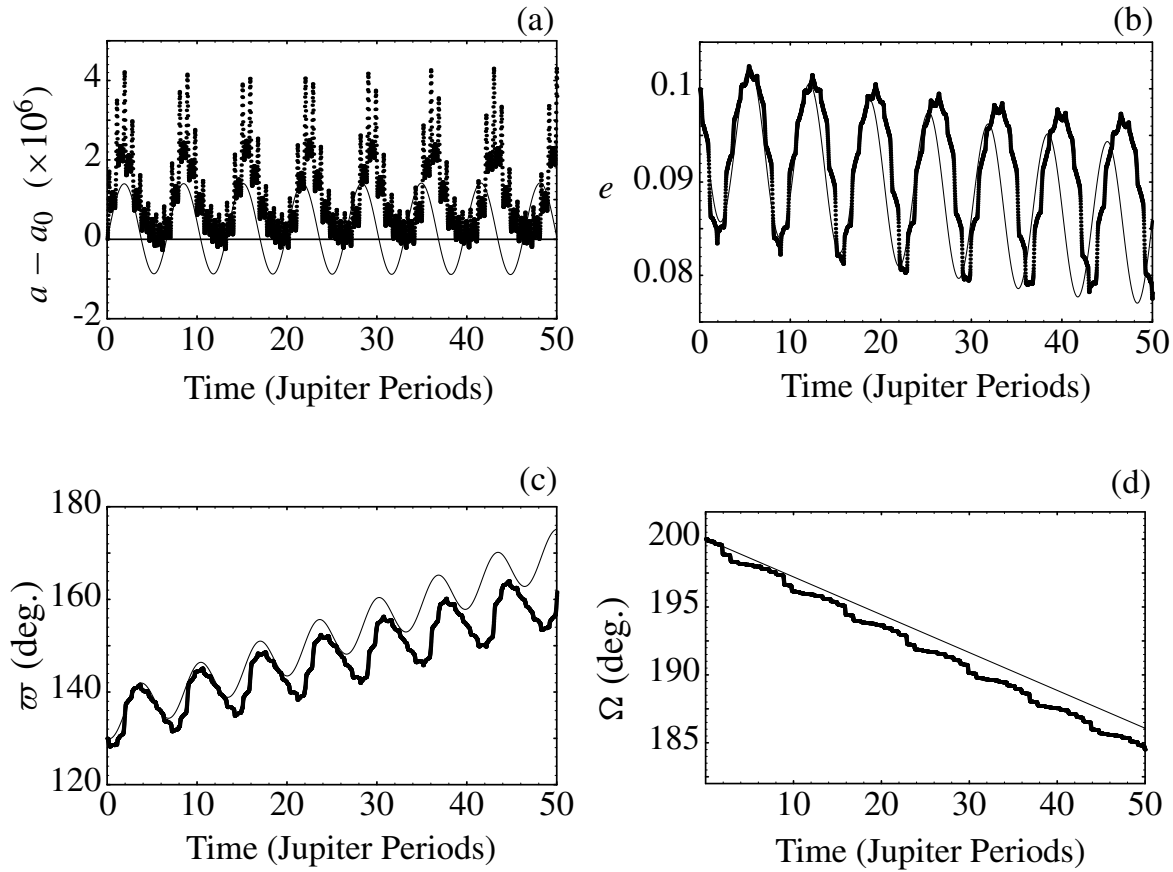 (a)
4
2
0
-2
a − a₀ (×10⁶)
0 10 20 30 40 50
Time (Jupiter Periods)
(b)
0.1
0.09
0.08
e
0 10 20 30 40 50
Time (Jupiter Periods)
(c)
180
160
140
120
ϖ (deg.)
0 10 20 30 40 50
Time (Jupiter Periods)
(d)
200
195
190
185
Ω (deg.)
10 20 30 40 50
Time (Jupiter Periods)